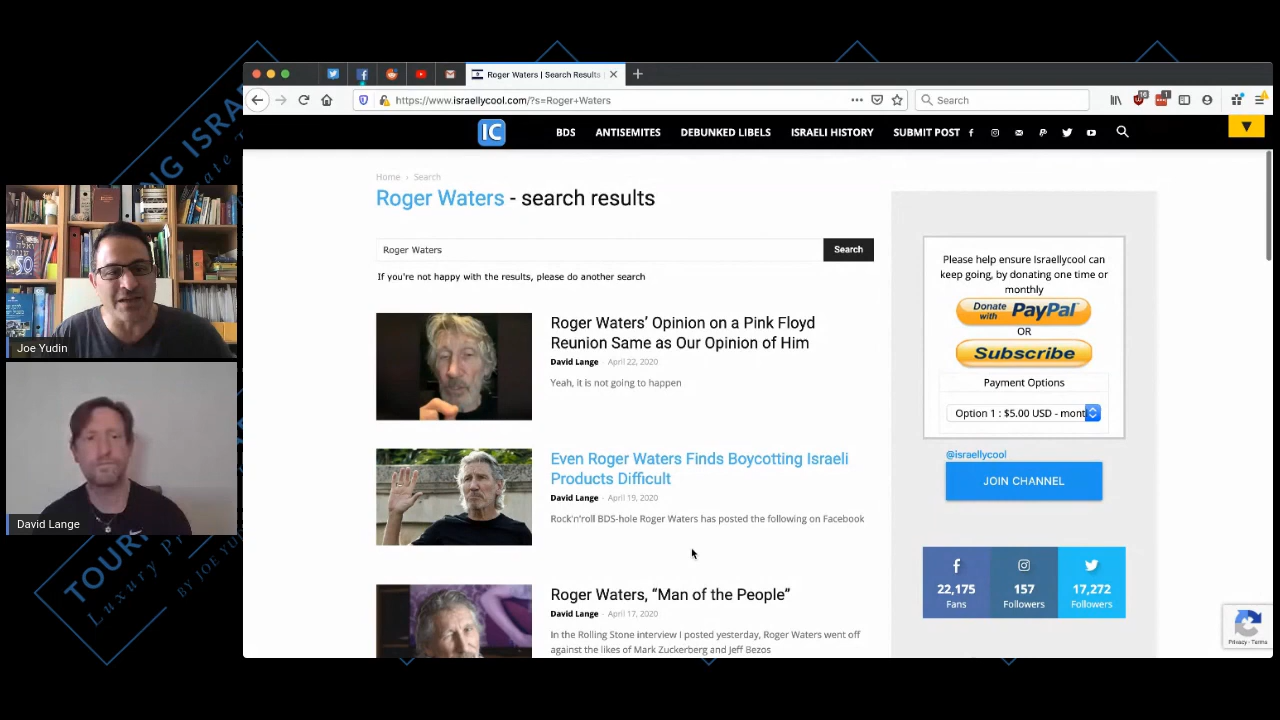 Roger Waters | Search Results
https://www.israellycool.com/?s=Roger+Waters
Search
IC
BDS
ANTISEMITES
DEBUNKED LIBELS
ISRAELI HISTORY
SUBMIT POST
Home › Search
Roger Waters - search results
Roger Waters
Search
If you're not happy with the results, please do another search
Roger Waters' Opinion on a Pink Floyd
Reunion Same as Our Opinion of Him
David Lange - April 22, 2020
Yeah, it is not going to happen
Even Roger Waters Finds Boycotting Israeli
Products Difficult
David Lange - April 19, 2020
Rock'n'roll BDS-hole Roger Waters has posted the following on Facebook
Roger Waters, “Man of the People”
David Lange - April 17, 2020
In the Rolling Stone interview I posted yesterday, Roger Waters went off
against the likes of Mark Zuckerberg and Jeff Bezos
Please help ensure Israellycool can
keep going, by donating one time or
monthly
Donate with PayPal
OR
Subscribe
Payment Options
Option 1 : $5.00 USD - mont
@israellycool
JOIN CHANNEL
22,175
Fans
157
Followers
17,272
Followers
Privacy - Terms
Joe Yudin
David Lange